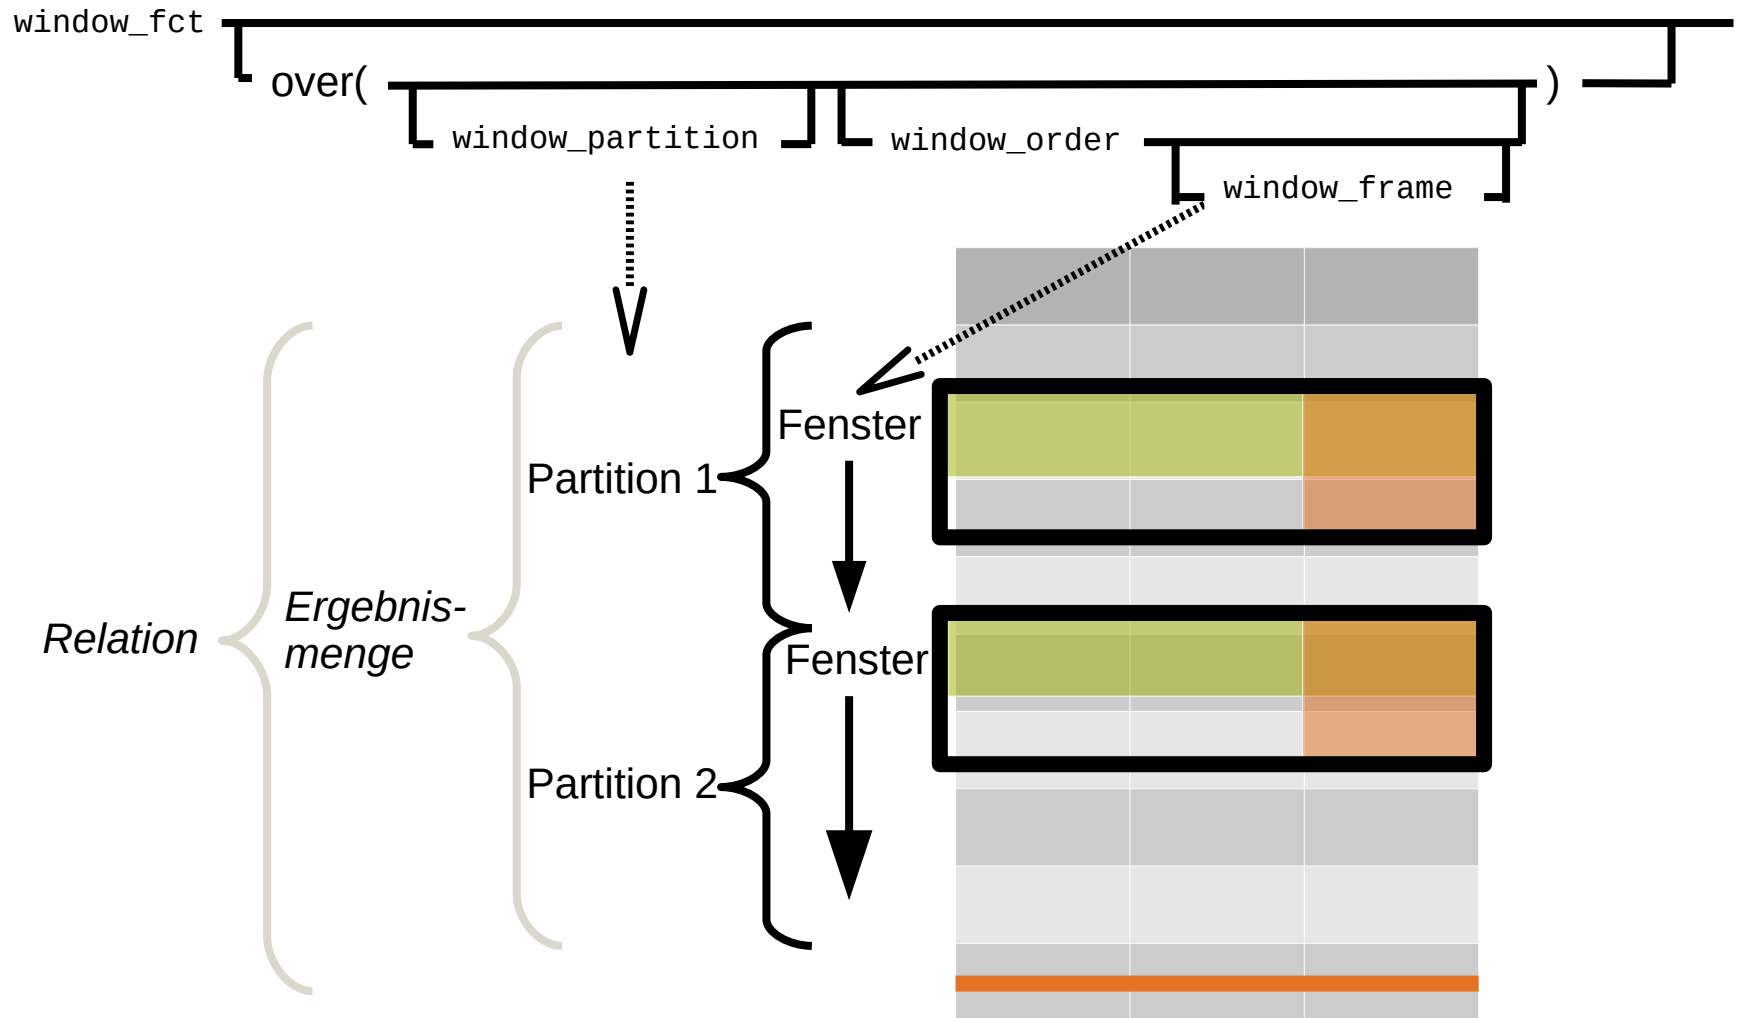 window_fct
over( )
window_partition
window_order
window_frame
Fenster
Partition 1
Ergebnis-
menge
Relation
Fenster
Partition 2